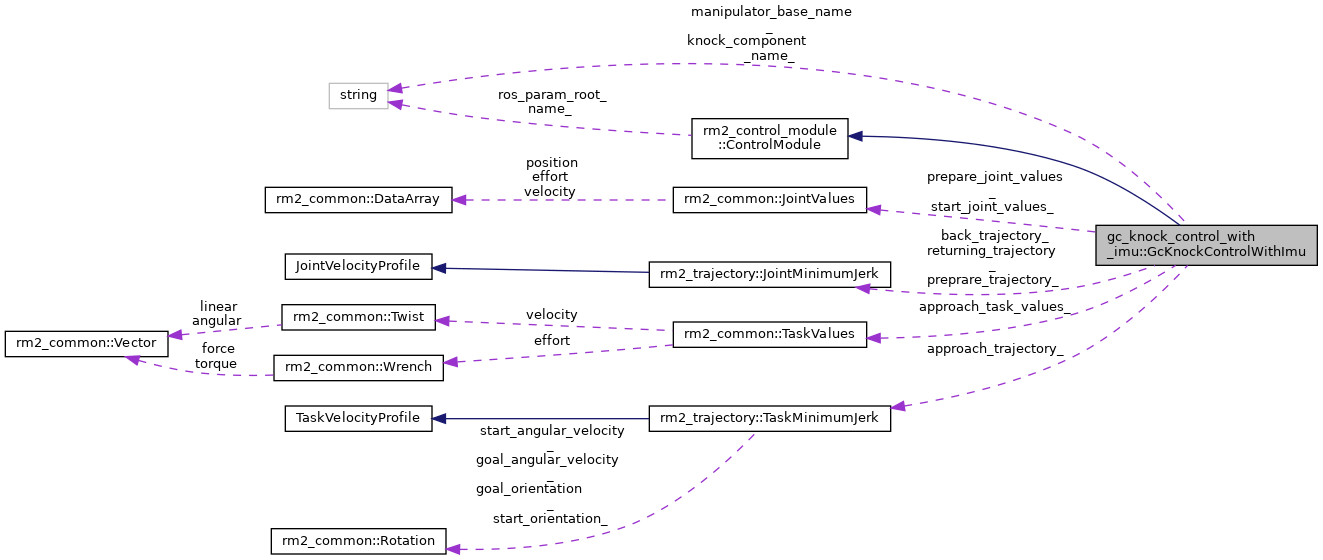 manipulator_base_name
_
knock_component
_name_
string
ros_param_root_
name_
rm2_control_module
::ControlModule
position
effort
velocity
rm2_common::DataArray
rm2_common::JointValues
prepare_joint_values
_
start_joint_values_
gc_knock_control_with
_imu::GcKnockControlWithImu
back_trajectory_
returning_trajectory
_
preprare_trajectory_
JointVelocityProfile
rm2_trajectory::JointMinimumJerk
approach_task_values_
linear
angular
rm2_common::Twist
velocity
rm2_common::TaskValues
rm2_common::Vector
force
torque
effort
rm2_common::Wrench
approach_trajectory_
TaskVelocityProfile
rm2_trajectory::TaskMinimumJerk
start_angular_velocity
_
goal_angular_velocity
_
goal_orientation
_
start_orientation_
rm2_common::Rotation